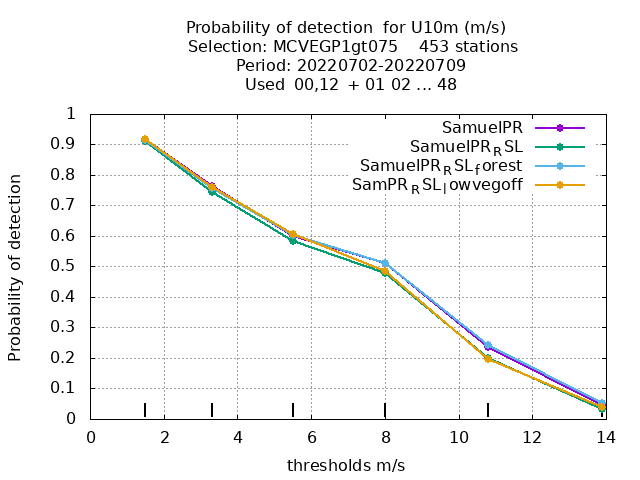 Probability of detection for U10m (m/s)
Selection: MCVEGP1gt075 453 stations
Period: 20220702-20220709
Used 00,12 + 01 02 ... 48
SamuelPR
SamuelPR_RSL
SamuelPR_RSL_forest
SamPR_RSL_lowvegoff
1
0.9
0.8
0.7
0.6
0.5
0.4
0.3
0.2
0.1
0
Probability of detection
0 2 4 6 8 10 12 14
thresholds m/s